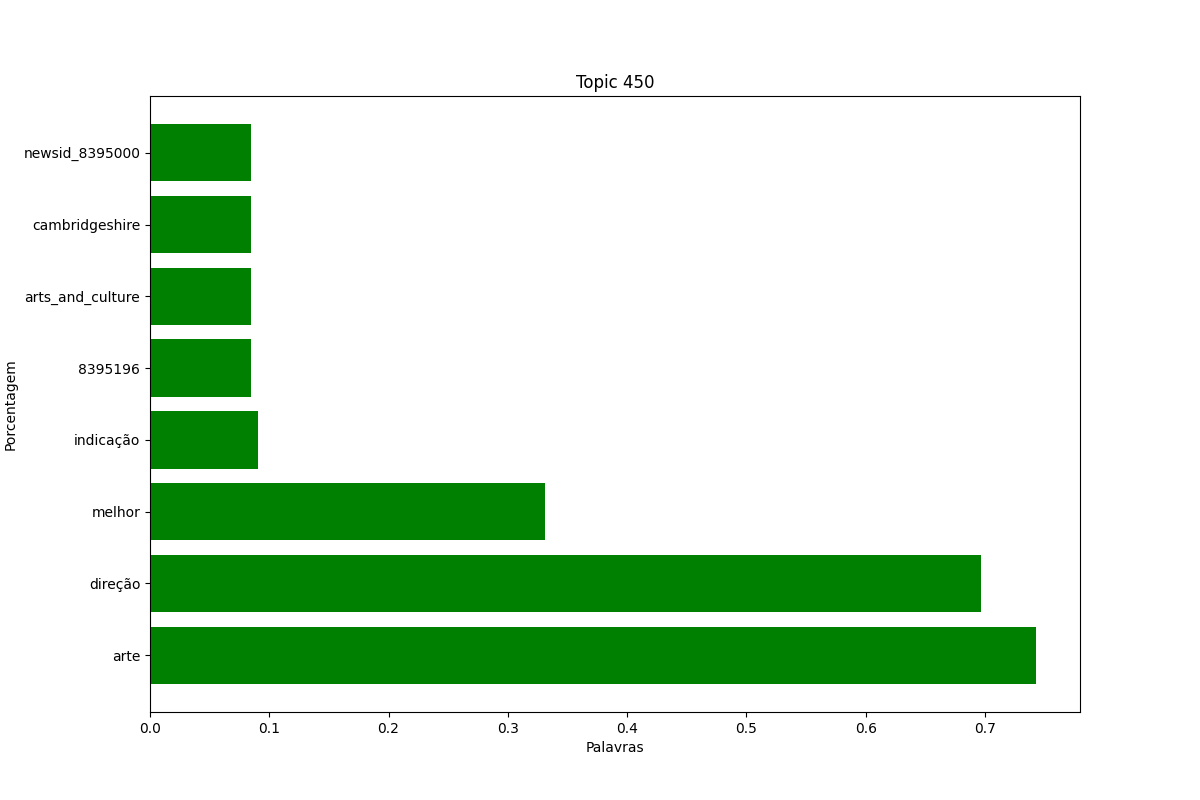 Topic 450
newsid_8395000
cambridgeshire
arts_and_culture
8395196
indicação
melhor
direção
arte
Porcentagem
0.0 0.1 0.2 0.3 0.4 0.5 0.6 0.7
Palavras